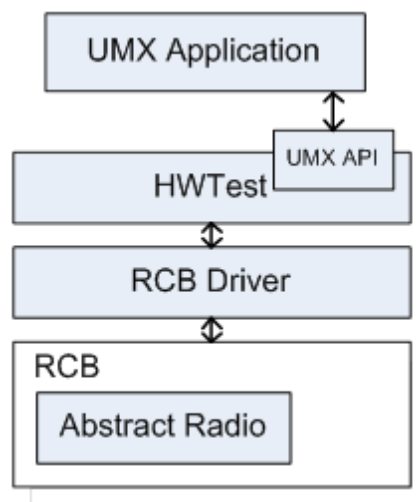 UMX Application
UMX API
HWTest
RCB Driver
RCB
Abstract Radio